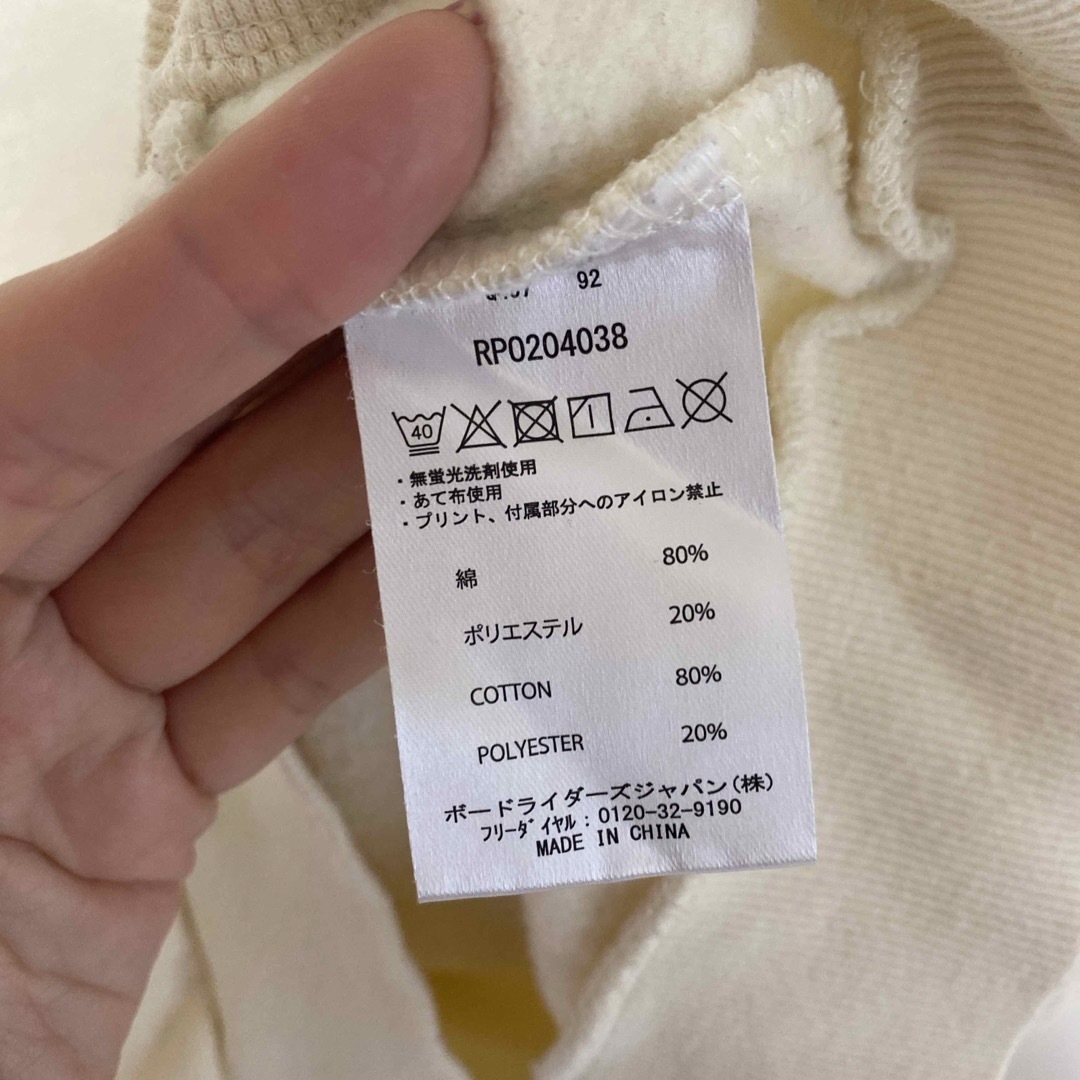 92
RPO204038
40
・無蛍光洗剤使用
・あて布使用
・プリント、付属部分へのアイロン禁止
綿 80%
ポリエステル 20%
COTTON 80%
POLYESTER 20%
ボードライダーズジャパン(株)
フリーダイヤル:0120-32-9190
MADE IN CHINA